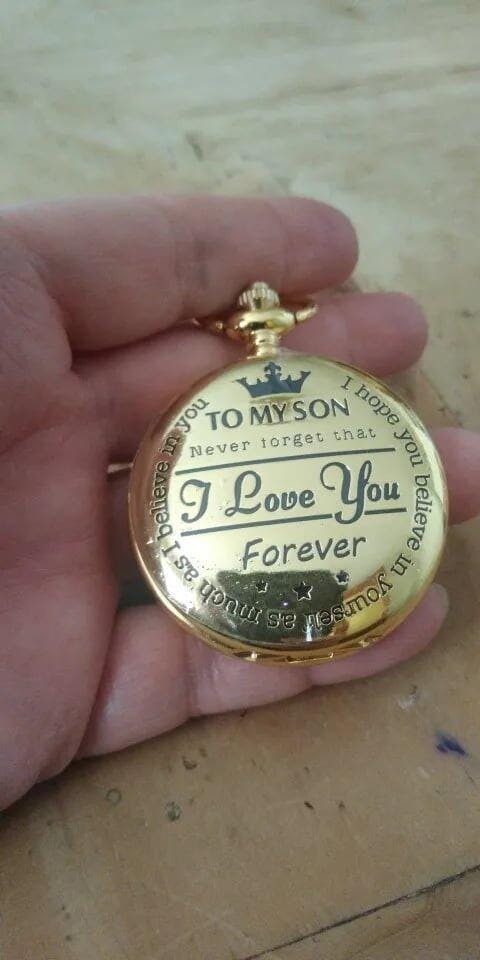 TO MY SON
Never forget that
I Love You
Forever
I hope you believe in yourself as much as I believe in you